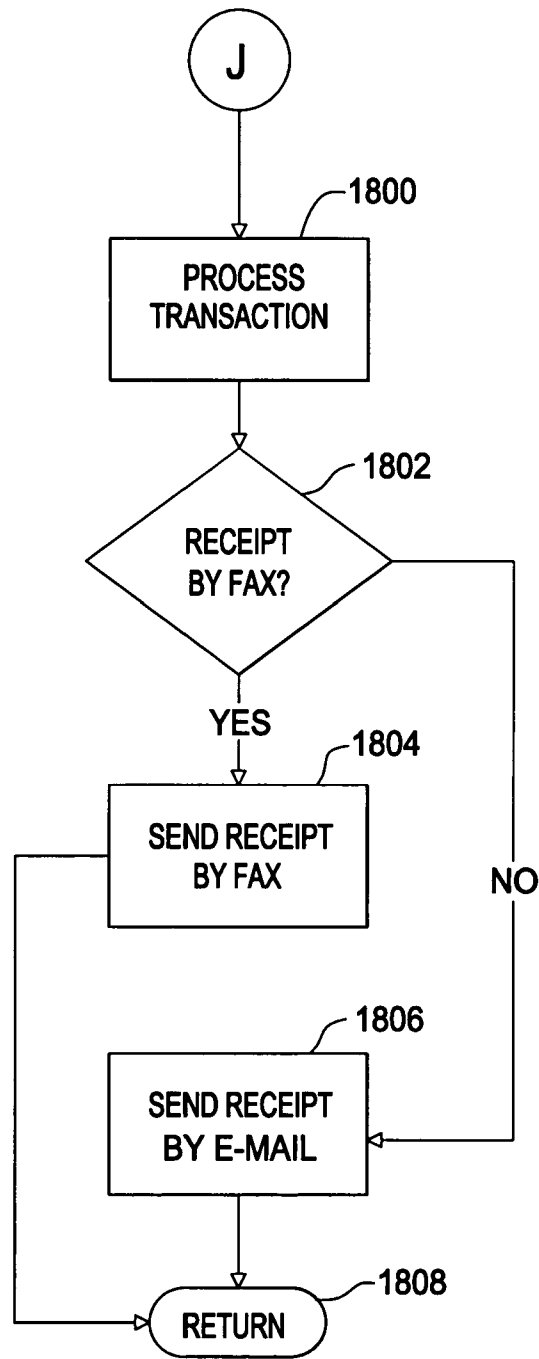 J
1800
PROCESS
TRANSACTION
1802
RECEIPT
BY FAX?
YES
1804
SEND RECEIPT
BY FAX
NO
1806
SEND RECEIPT
BY E-MAIL
1808
RETURN